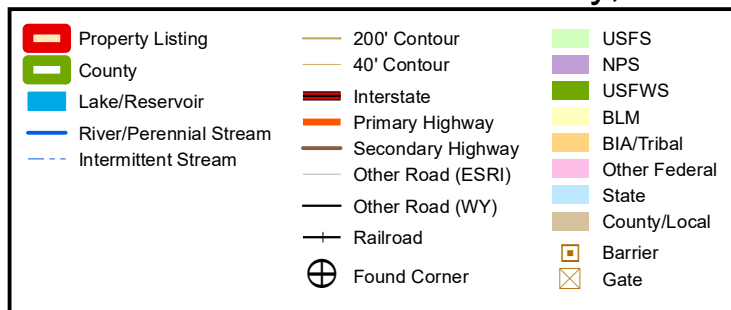 Property Listing
County
Lake/Reservoir
River/Perennial Stream
Intermittent Stream
200' Contour
40' Contour
Interstate
Primary Highway
Secondary Highway
Other Road (ESRI)
Other Road (WY)
Railroad
Found Corner
USFS
NPS
USFWS
BLM
BIA/Tribal
Other Federal
State
County/Local
Barrier
Gate